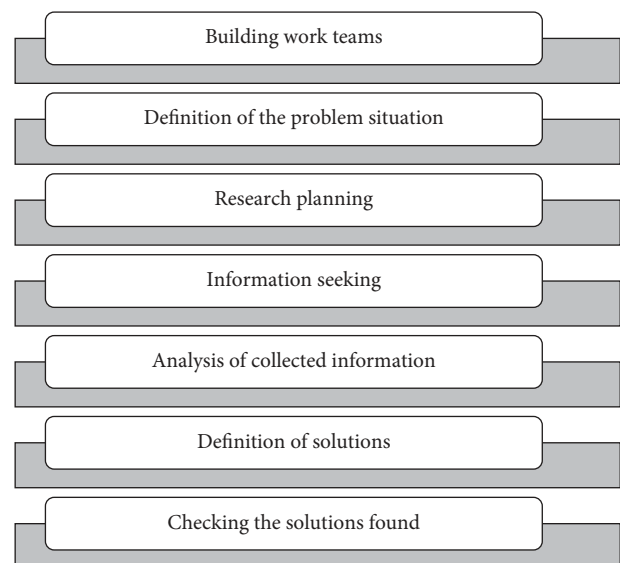 Building work teams
Definition of the problem situation
Research planning
Information seeking
Analysis of collected information
Definition of solutions
Checking the solutions found